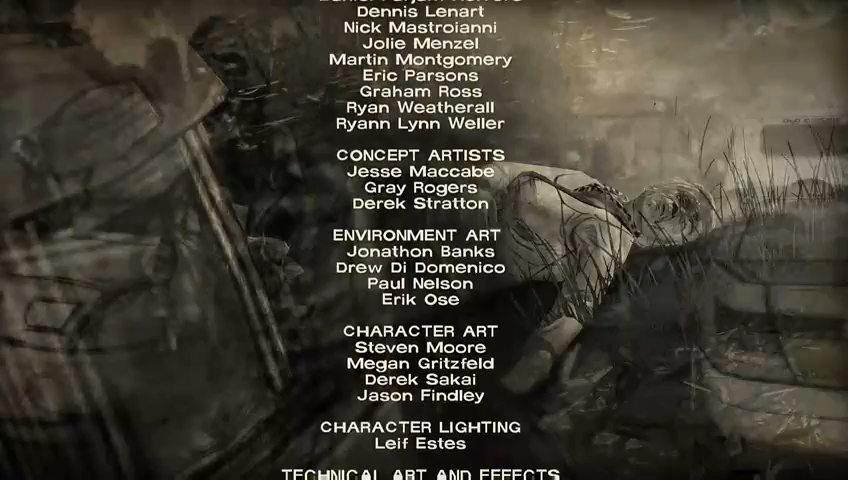 Dennis Lenart
Nick Mastroianni
Jolie Menzel
Martin Montgomery
Eric Parsons
Graham Ross
Ryan Weatherall
Ryann Lynn Weller
CONCEPT ARTISTS
Jesse Maccabe
Gray Rogers
Derek Stratton
ENVIRONMENT ART
Jonathon Banks
Drew Di Domenico
Paul Nelson
Erik Ose
CHARACTER ART
Steven Moore
Megan Gritzfeld
Derek Sakai
Jason Findley
CHARACTER LIGHTING
Leif Estes
TECHNICAL ART AND EFFECTS